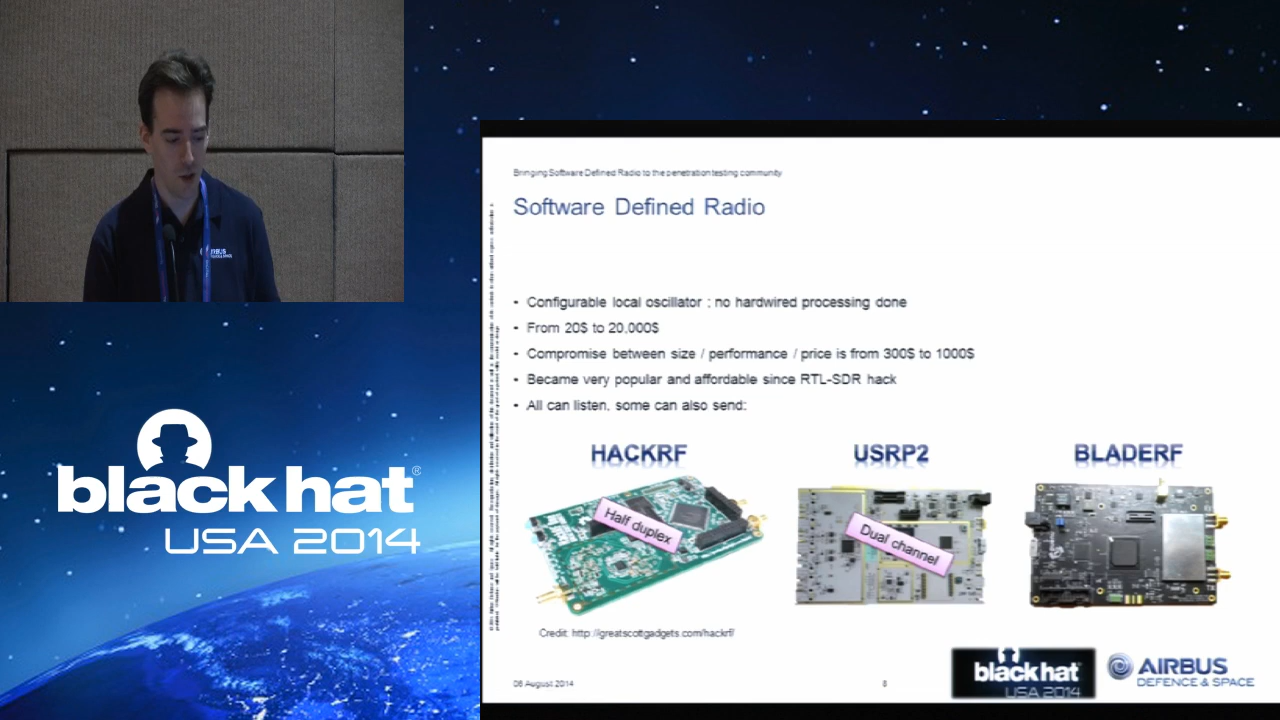 AIRBUS
DEFENCE & SPACE
black hat®
USA 2014
Bringing Software Defined Radio to the penetration testing community
Software Defined Radio
• Configurable local oscillator ; no hardwired processing done
• From 20$ to 20,000$
• Compromise between size / performance / price is from 300$ to 1000$
• Became very popular and affordable since RTL-SDR hack
• All can listen, some can also send:
HACKRF
USRP2
BLADERF
Half duplex
Dual channel
Credit: http://greatscottgadgets.com/hackrf/
06 August 2014
8
black hat
USA 2014
AIRBUS
DEFENCE & SPACE